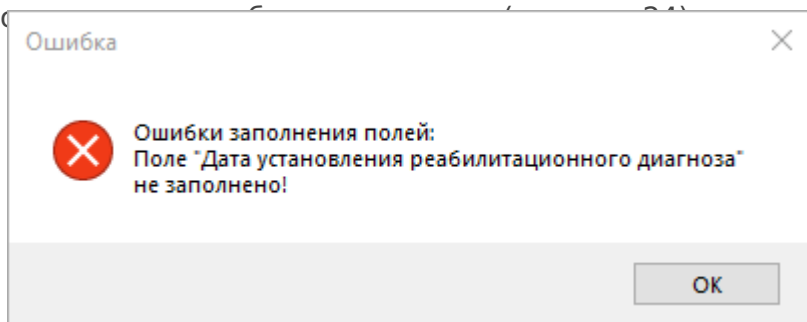 Ошибка
Ошибки заполнения полей:
Поле "Дата установления реабилитационного диагноза"
не заполнено!
OK